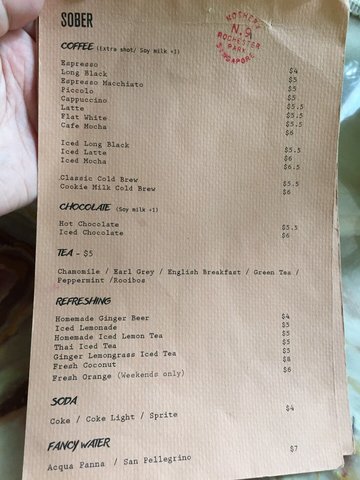 SOBER
N.9
ROCHESTER
PARK
SINGAPORE
COFFEE (Extra shot/ Soy milk +1)
Espresso $4
Long Black $5
Espresso Macchiato $5
Piccolo $5
Cappuccino $5.5
Latte $5.5
Flat White $5.5
Cafe Mocha $6
Iced Long Black $5.5
Iced Latte $6
Iced Mocha $6.5
Classic Cold Brew $5.5
Cookie Milk Cold Brew $6
CHOCOLATE (Soy milk +1)
Hot Chocolate $5.5
Iced Chocolate $6
TEA - $5
Chamomile / Earl Grey / English Breakfast / Green Tea /
Peppermint /Rooibos
REFRESHING
Homemade Ginger Beer $4
Iced Lemonade $5
Homemade Iced Lemon Tea $5
Thai Iced Tea $5
Ginger Lemongrass Iced Tea $5
Fresh Coconut $8
Fresh Orange (Weekends only) $6
SODA
Coke / Coke Light / Sprite $4
FANCY WATER
Acqua Panna / San Pellegrino $7